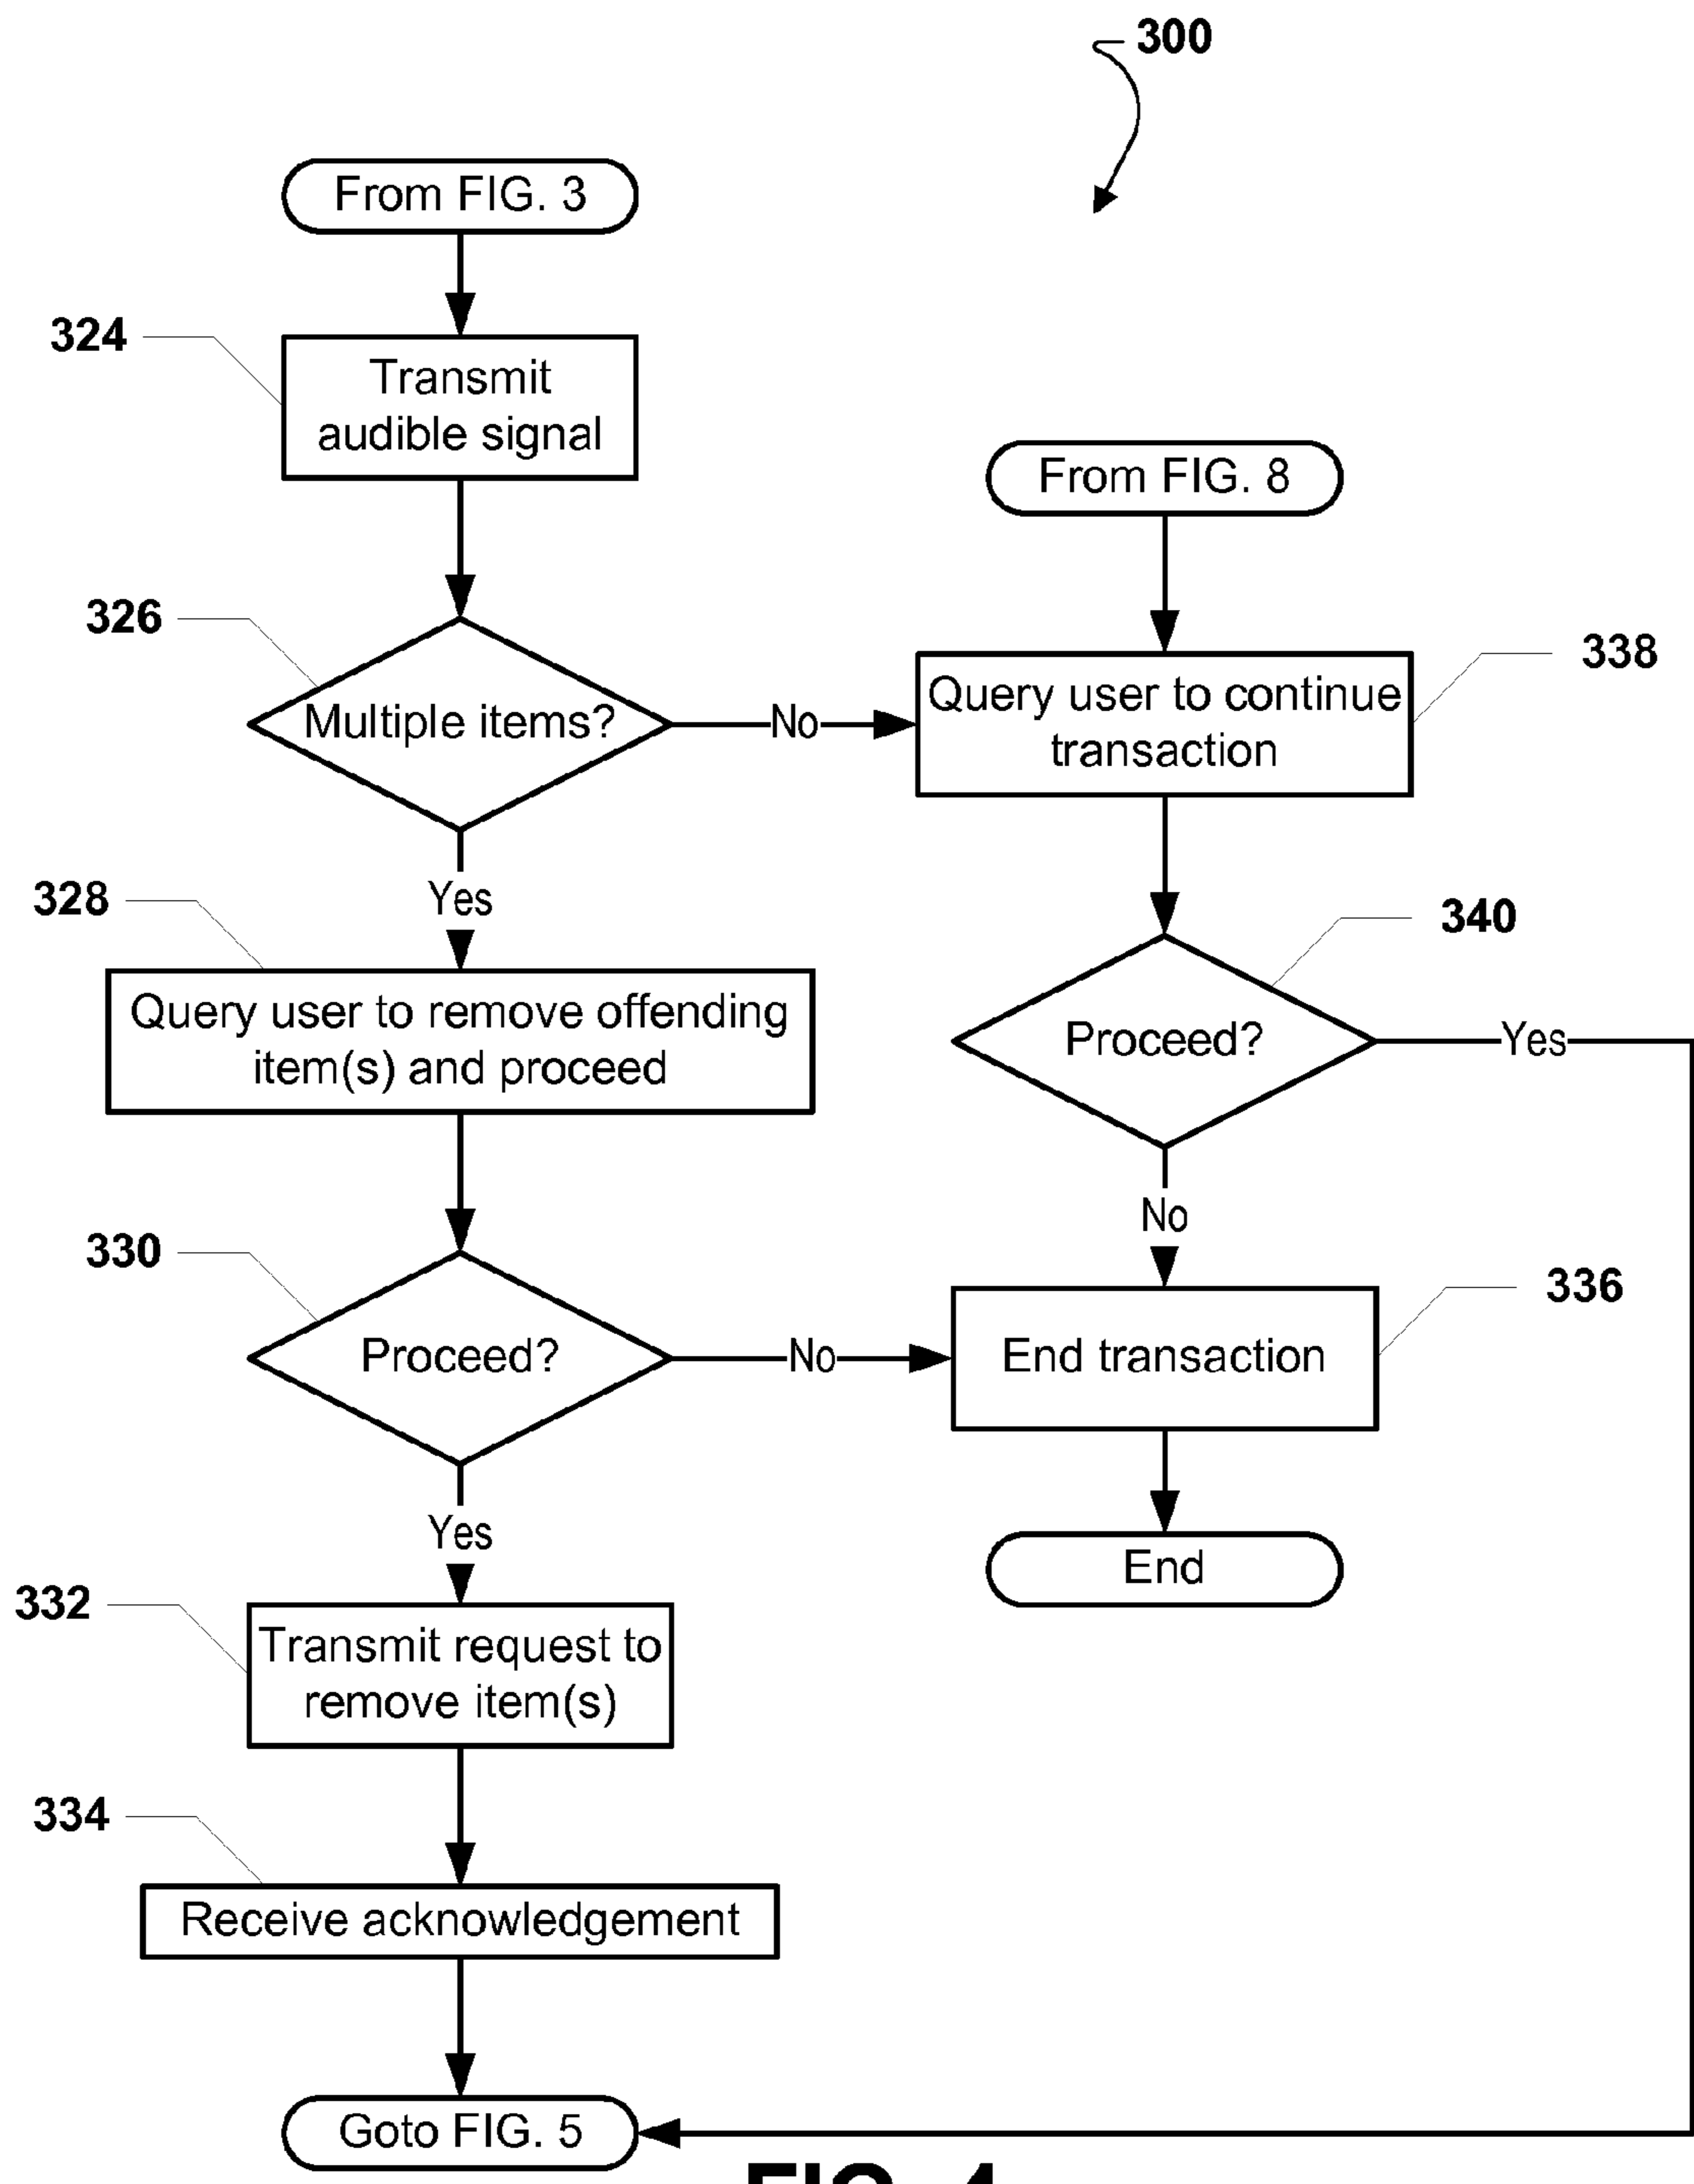 300
From FIG. 3
324
Transmit
audible signal
From FIG. 8
326
Multiple items?
No
338
Query user to continue
transaction
Yes
328
Query user to remove offending
item(s) and proceed
340
Proceed?
Yes
No
330
Proceed?
No
336
End transaction
Yes
End
332
Transmit request to
remove item(s)
334
Receive acknowledgement
Goto FIG. 5